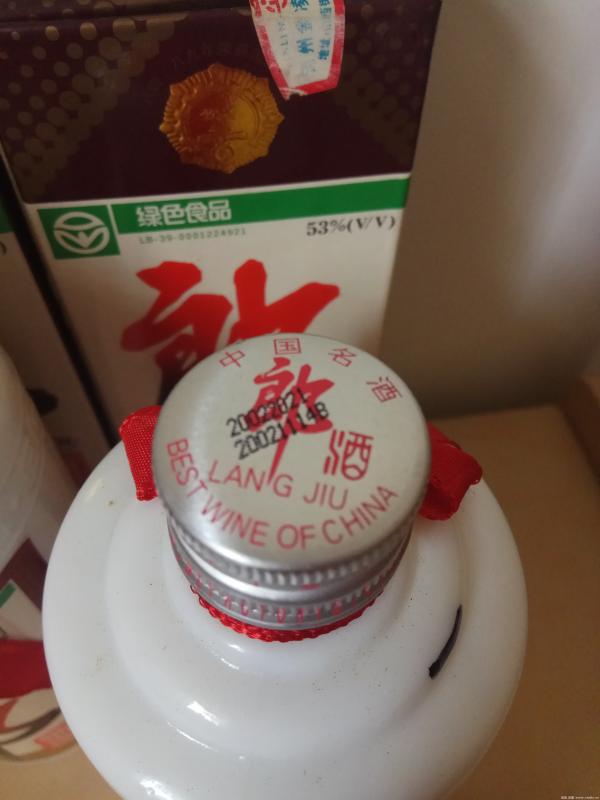 绿色食品
LB-39-0001224921
53%(V/V)
郎
中国名酒
郎
20022821
20021114B
酒
LANG JIU
BEST WINE OF CHINA